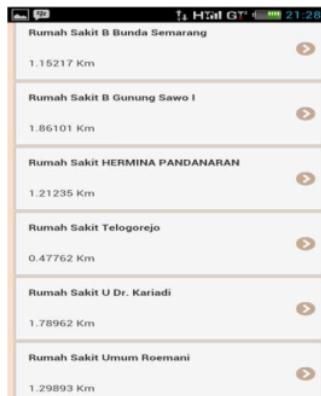 21:28
Rumah Sakit B Bunda Semarang
1.15217 Km
Rumah Sakit B Gunung Sawo I
1.86101 Km
Rumah Sakit HERMINA PANDANARAN
1.21235 Km
Rumah Sakit Telogorejo
0.47762 Km
Rumah Sakit U Dr. Kariadi
1.78962 Km
Rumah Sakit Umum Roemani
1.29893 Km